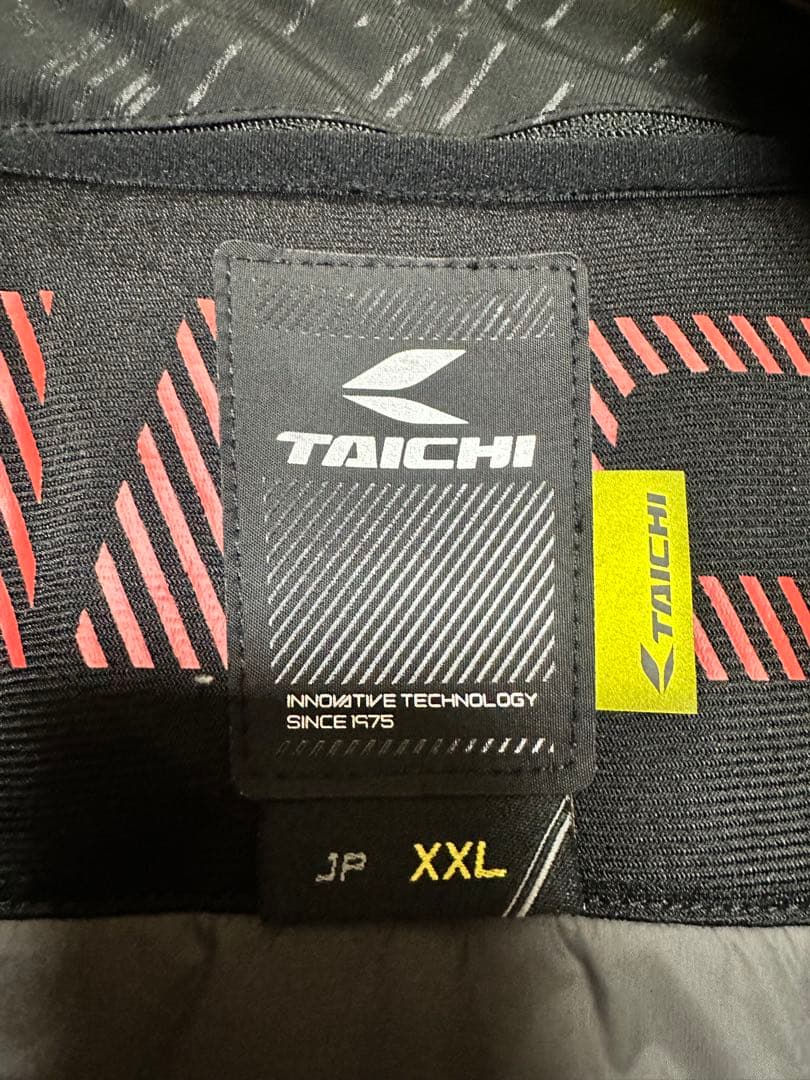 TAICHI
TAICHI
INNOVATIVE TECHNOLOGY
SINCE 1975
JP XXL